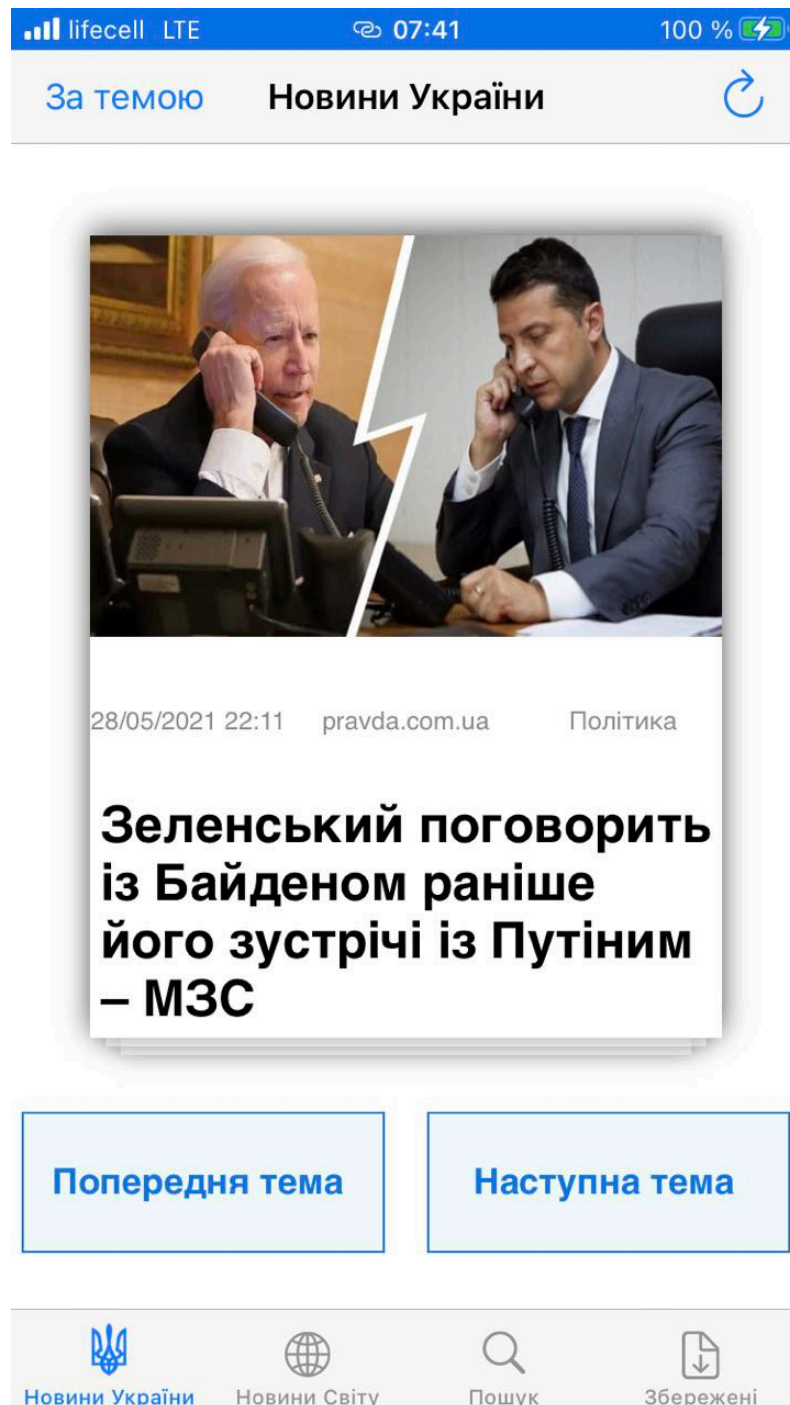 lifecell LTE 07:41 100 %
За темою Новини України
28/05/2021 22:11 pravda.com.ua Політика
Зеленський поговорить
із Байденом раніше
його зустрічі із Путіним
– МЗС
Попередня тема Наступна тема
Новини України Новини Світу Пошук Збережені